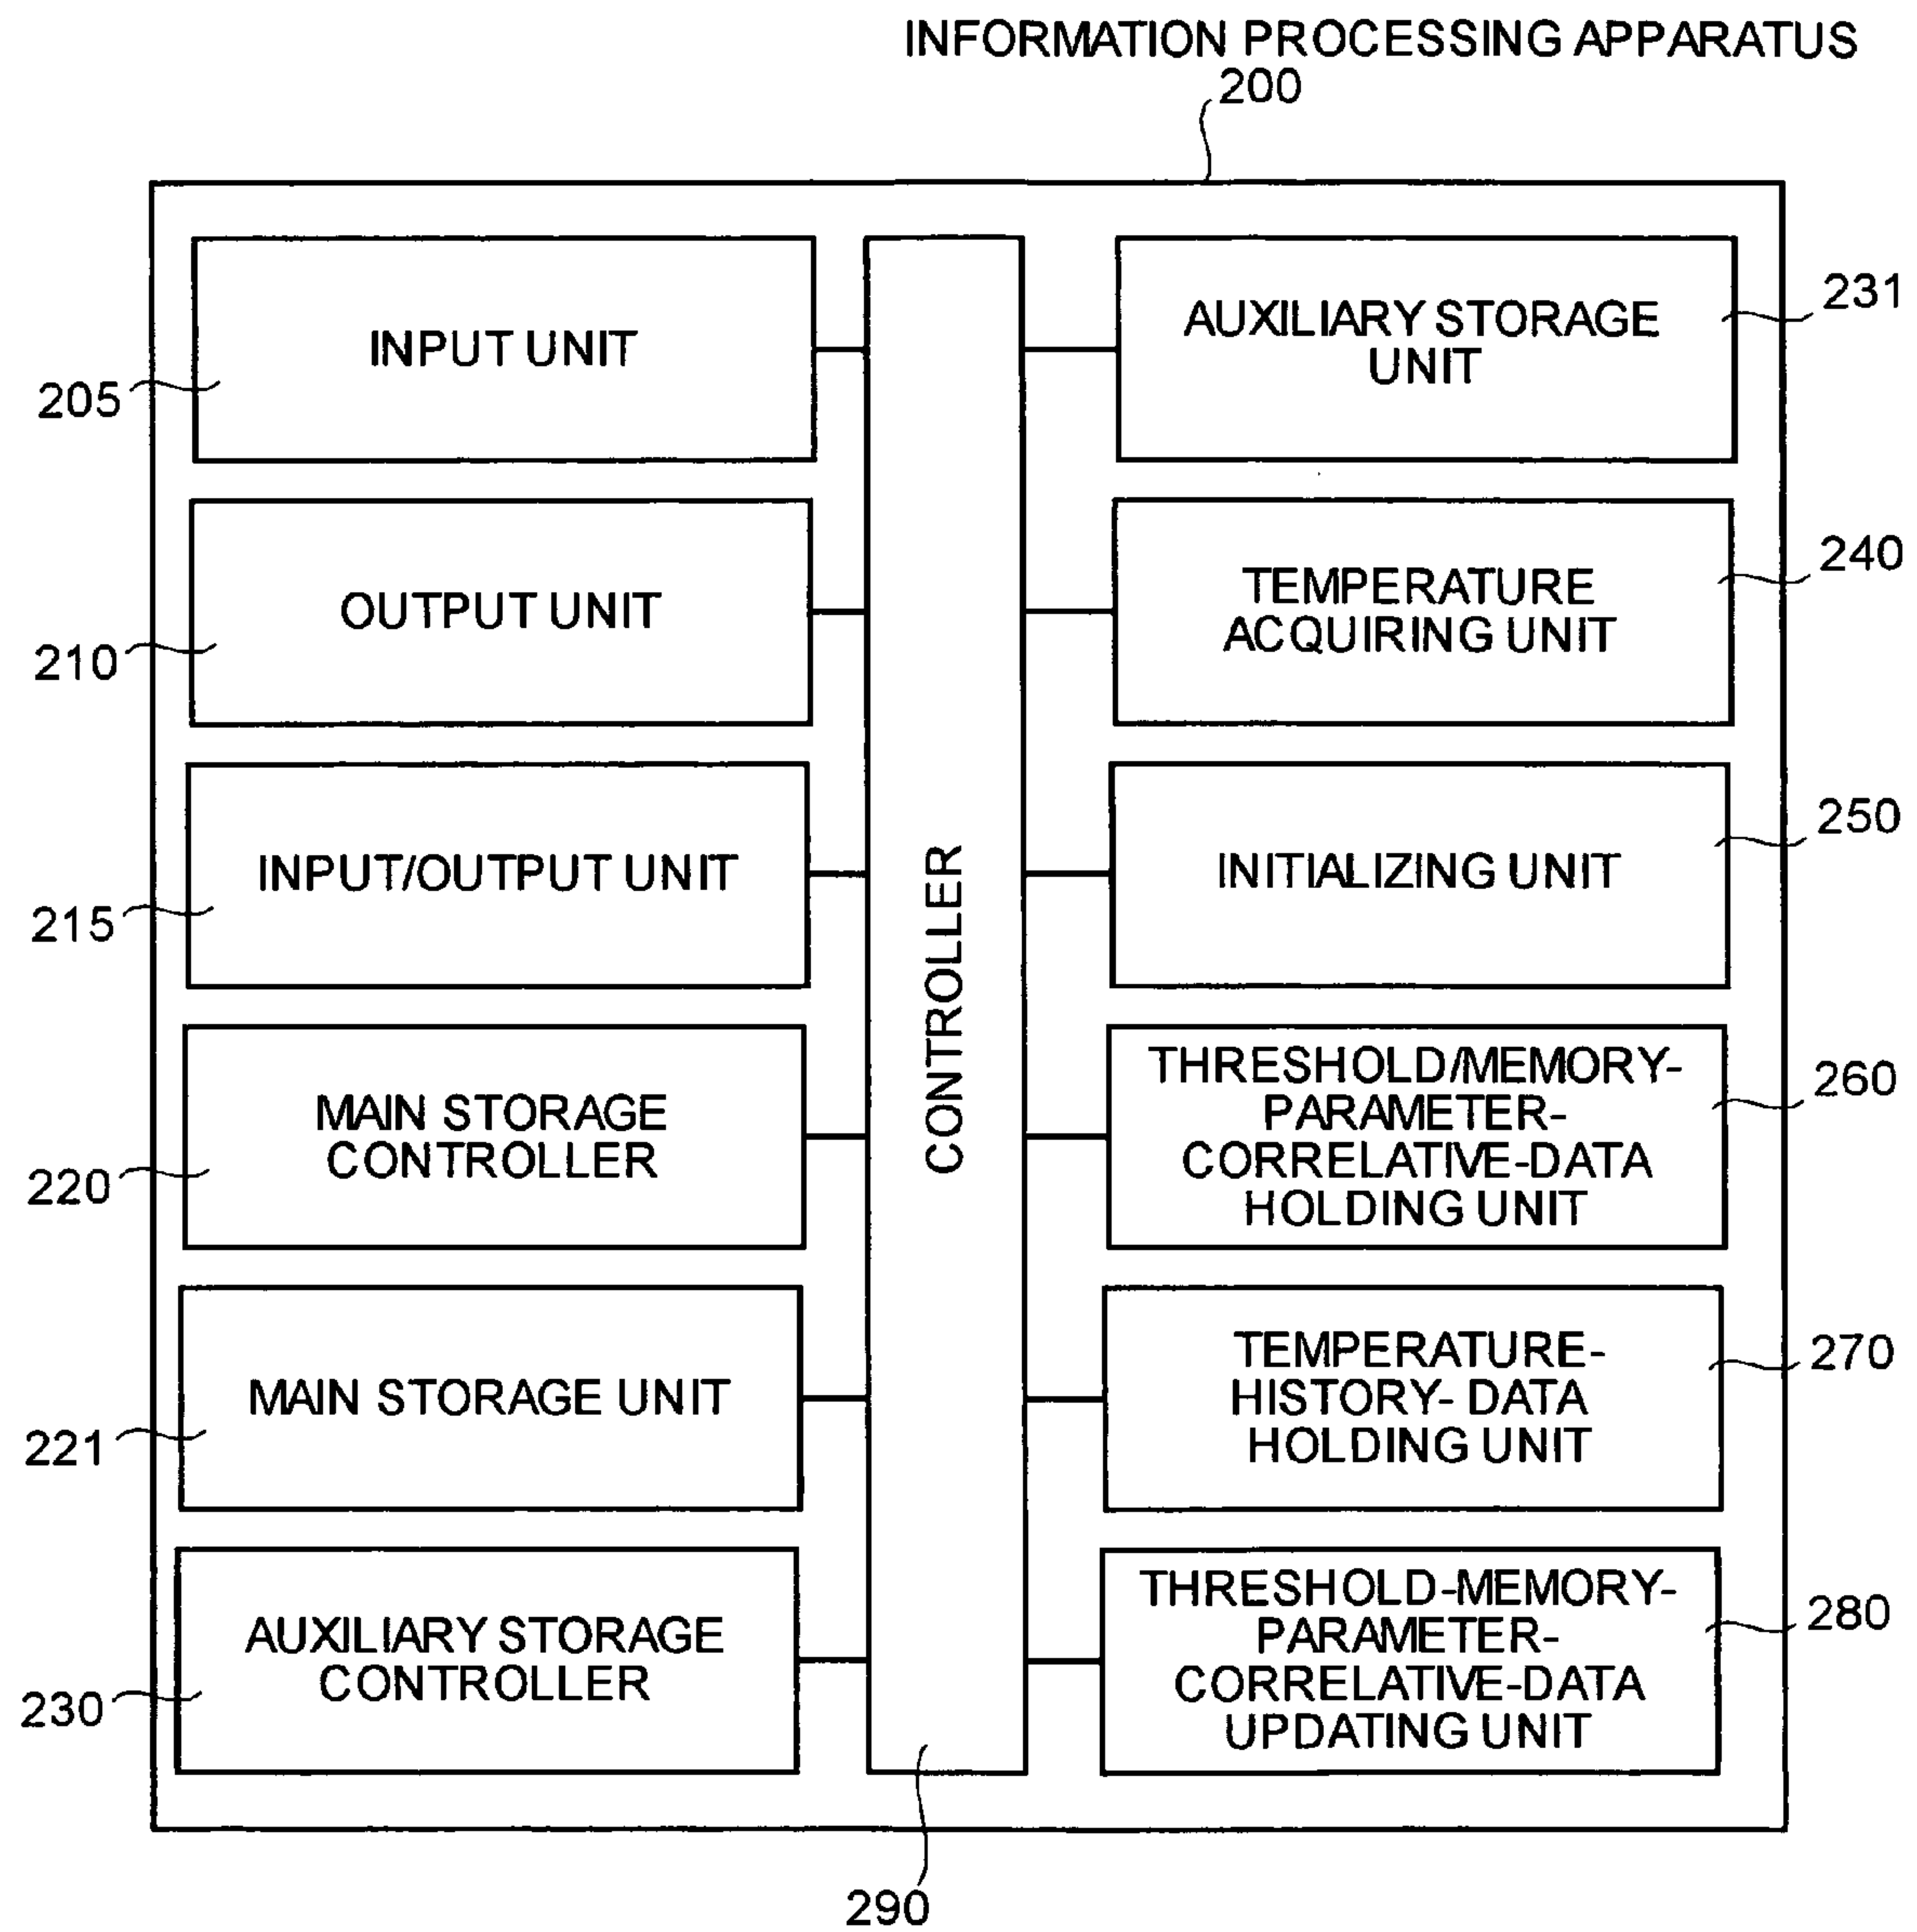 INFORMATION PROCESSING APPARATUS
200
INPUT UNIT
205
OUTPUT UNIT
210
INPUT/OUTPUT UNIT
215
MAIN STORAGE
CONTROLLER
220
MAIN STORAGE UNIT
221
AUXILIARY STORAGE
CONTROLLER
230
CONTROLLER
290
AUXILIARY STORAGE
UNIT
231
TEMPERATURE
ACQUIRING UNIT
240
INITIALIZING UNIT
250
THRESHOLD/MEMORY-
PARAMETER-
CORRELATIVE-DATA
HOLDING UNIT
260
TEMPERATURE-
HISTORY- DATA
HOLDING UNIT
270
THRESHOLD-MEMORY-
PARAMETER-
CORRELATIVE-DATA
UPDATING UNIT
280